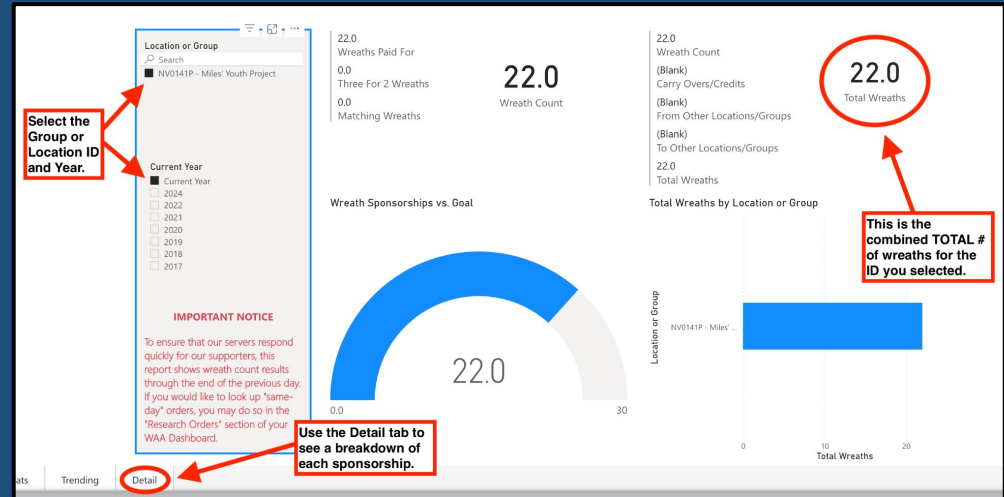 Location or Group
Search
NV0141P - Miles' Youth Project
Select the
Group or
Location ID
and Year.
Current Year
Current Year
2024
2022
2021
2020
2019
2018
2017
IMPORTANT NOTICE
To ensure that our servers respond
quickly for our supporters, this
report shows wreath count results
through the end of the previous day.
If you would like to look up "same-
day" orders, you may do so in the
"Research Orders" section of your
WAA Dashboard.
22.0
Wreaths Paid For
0.0
Three For 2 Wreaths
0.0
Matching Wreaths
22.0
Wreath Count
22.0
Wreath Count
(Blank)
Carry Overs/Credits
(Blank)
From Other Locations/Groups
(Blank)
To Other Locations/Groups
22.0
Total Wreaths
22.0
Total Wreaths
This is the
combined TOTAL #
of wreaths for the
ID you selected.
Wreath Sponsorships vs. Goal
22.0
0.0
30
Total Wreaths by Location or Group
Location or Group
NV0141P - Miles' ...
0
10
20
Total Wreaths
Use the Detail tab to
see a breakdown of
each sponsorship.
ats
Trending
Detail